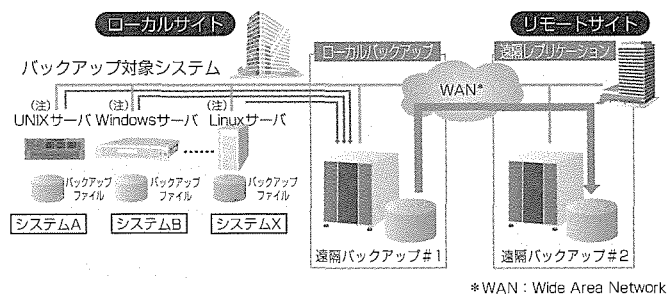 ローカルサイト
リモートサイト
ローカルバックアップ
遠隔レプリケーション
バックアップ対象システム
WAN*
(注) (注) (注)
UNIXサーバ Windowsサーバ Linuxサーバ
......
バックアップファイル
バックアップファイル
バックアップファイル
システムA
システムB
システムX
遠隔バックアップ#1
遠隔バックアップ#2
*WAN：Wide Area Network